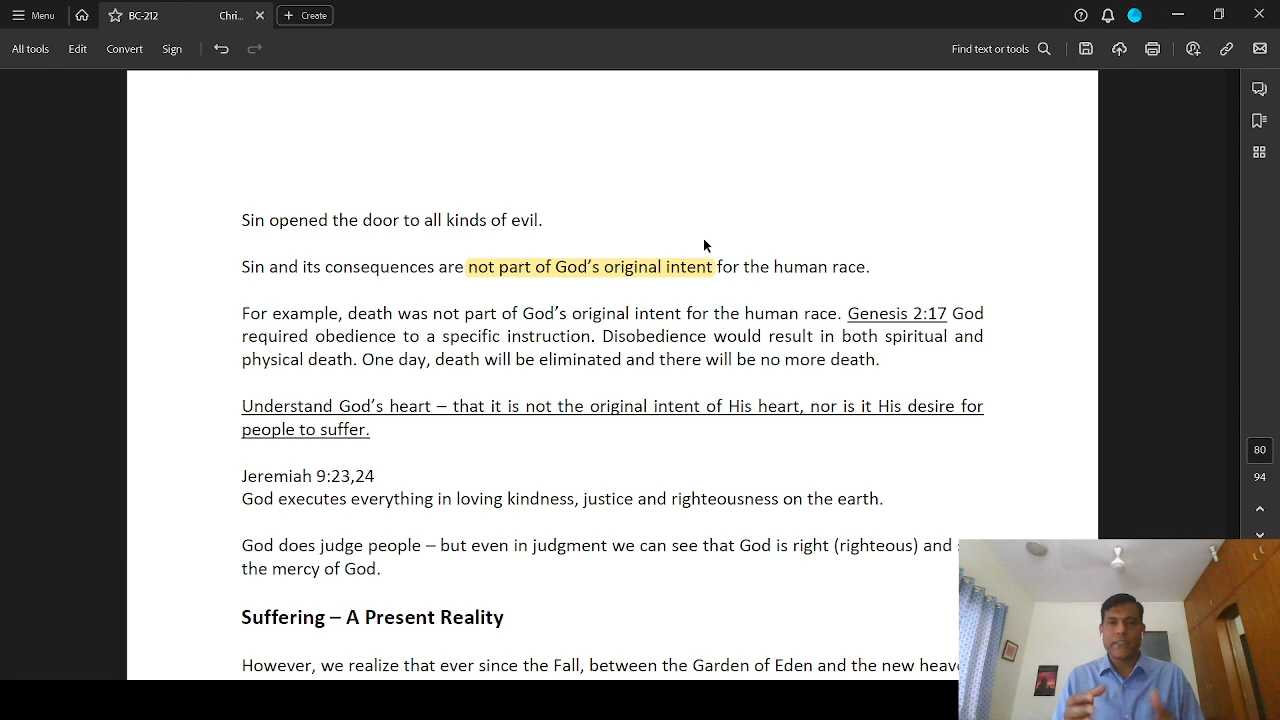 Menu
BC-212
Chri...
Create
All tools
Edit
Convert
Sign
Find text or tools
Sin opened the door to all kinds of evil.
Sin and its consequences are not part of God’s original intent for the human race.
For example, death was not part of God’s original intent for the human race. Genesis 2:17 God
required obedience to a specific instruction. Disobedience would result in both spiritual and
physical death. One day, death will be eliminated and there will be no more death.
Understand God’s heart – that it is not the original intent of His heart, nor is it His desire for
people to suffer.
Jeremiah 9:23,24
God executes everything in loving kindness, justice and righteousness on the earth.
God does judge people – but even in judgment we can see that God is right (righteous) and
the mercy of God.
Suffering – A Present Reality
However, we realize that ever since the Fall, between the Garden of Eden and the new
80
94